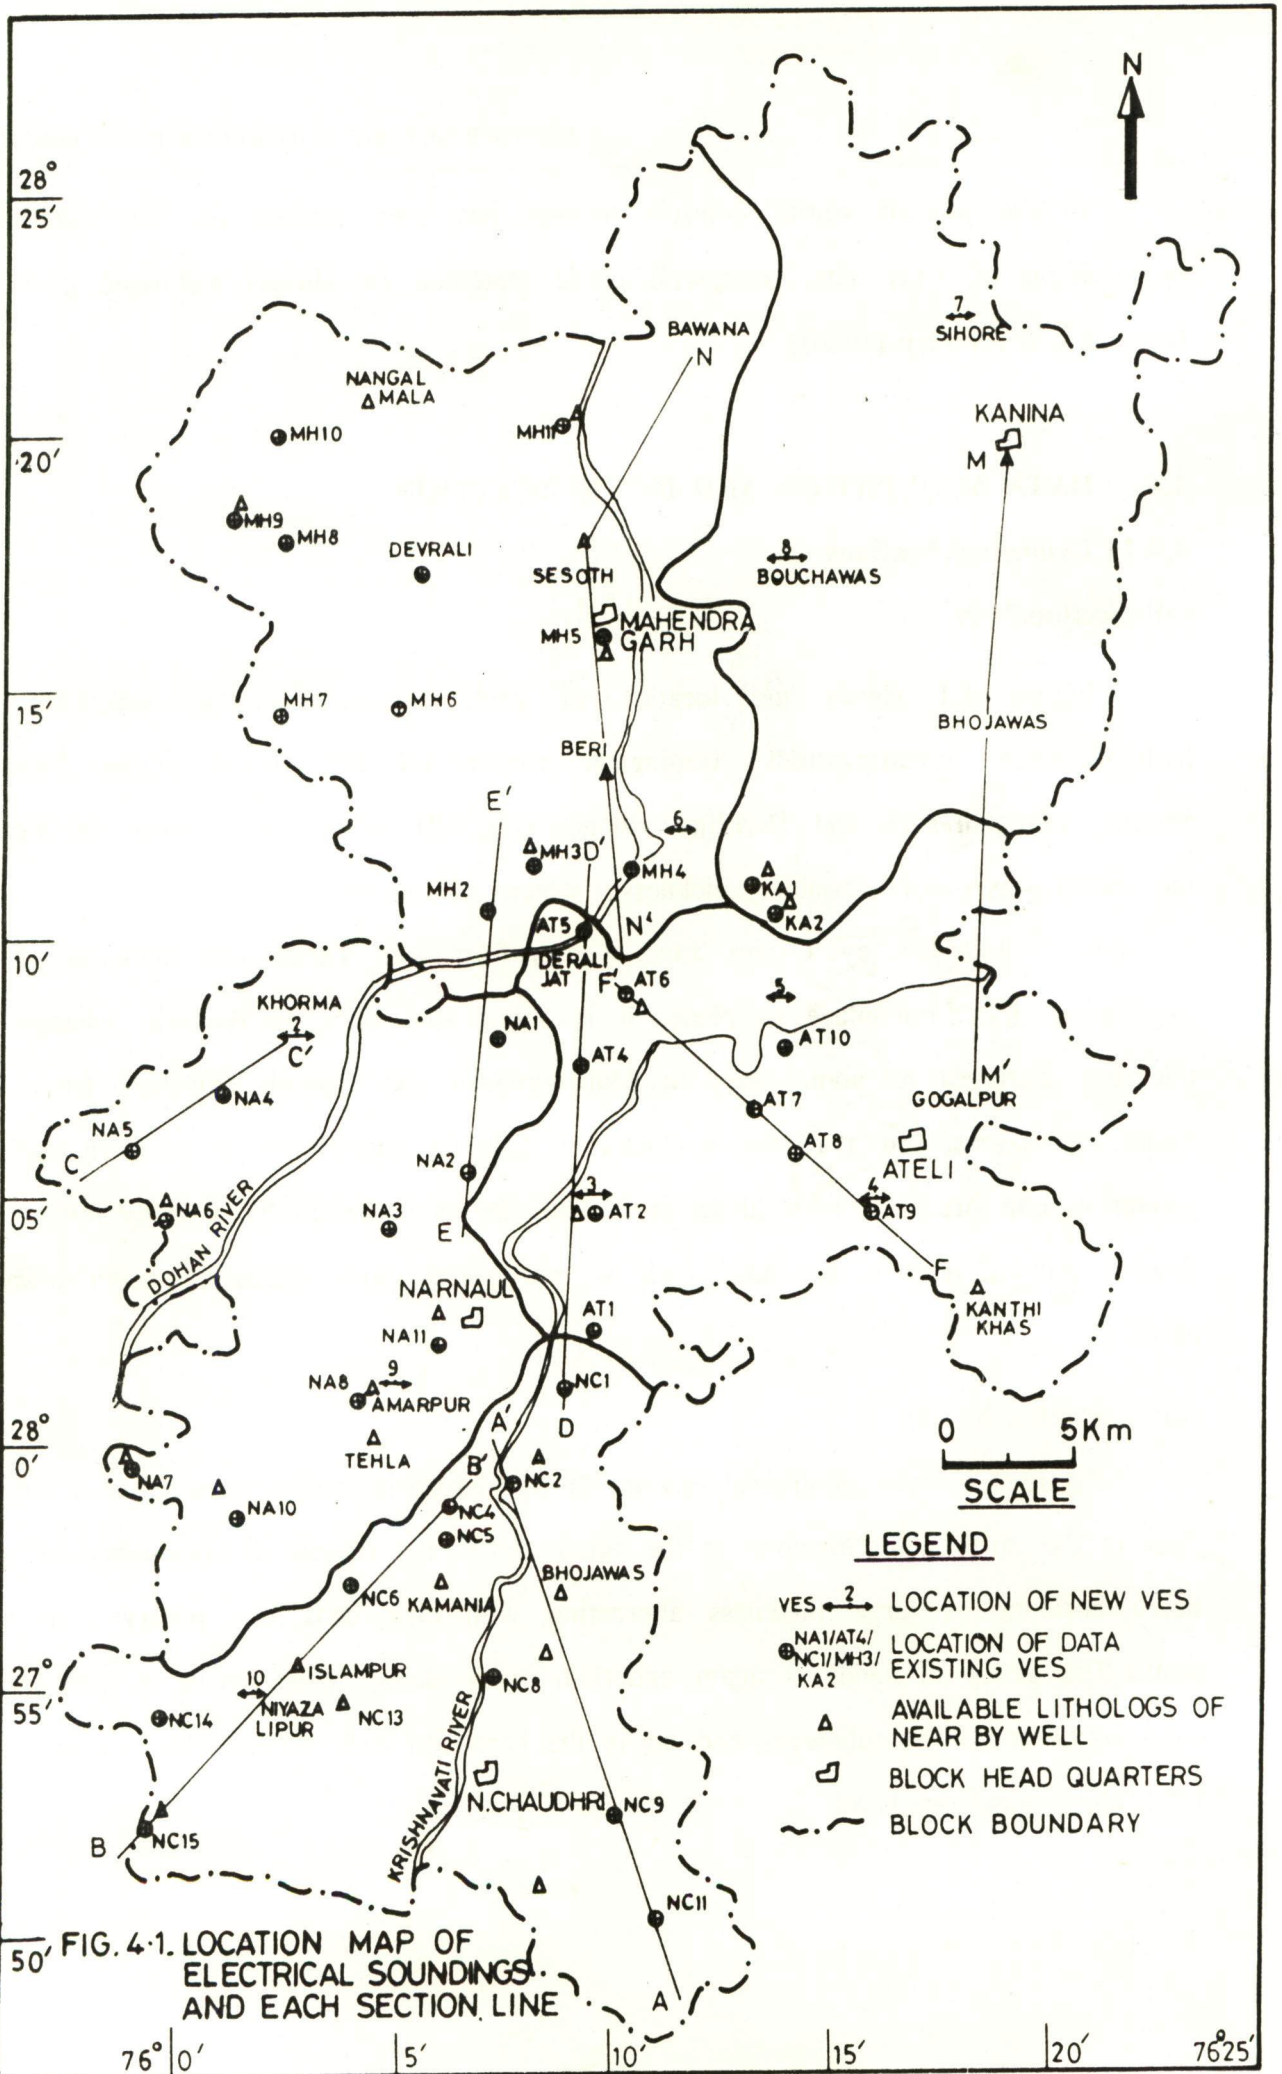 N
28°
25′
BAWANA
N
7
SIHORE
NANGAL
MALA
KANINA
M
MH10
MH11
20′
MH9
MH8
DEVRALI
8
BOUCHAWAS
SESOTH
MAHENDRA
GARH
MH5
MH7
MH6
15′
BHOJAWAS
BERI
E′
6
MH3
D′
MH4
MH2
KA1
KA2
AT5
N′
10′
DERALI
JAT
F′
AT6
5
KHORMA
2
C′
NA1
AT10
AT4
M′
GOGALPUR
NA4
AT7
NA5
C
AT8
ATELI
NA2
NA6
3
4
05′
NA3
AT2
AT9
E
DOHAN RIVER
F
NARNAUL
KANTHI
KHAS
AT1
NA11
NA8
9
AMARPUR
NC1
A′
D
28°
0′
TEHLA
B′
0 5Km
SCALE
NA7
NC2
NA10
NC4
NC5
LEGEND
BHOJAWAS
NC6
KAMANIA
VES 2 LOCATION OF NEW VES
NA1/AT4/
NC1/MH3/
KA2
LOCATION OF DATA
EXISTING VES
27°
55′
10
ISLAMPUR
NC8
NIYAZA
LIPUR
NC13
NC14
AVAILABLE LITHOLOGS OF
NEAR BY WELL
KRISHNAVATI RIVER
BLOCK HEAD QUARTERS
N.CHAUDHRI
NC9
BLOCK BOUNDARY
B
NC15
NC11
50′
FIG. 4.1. LOCATION MAP OF
ELECTRICAL SOUNDINGS
AND EACH SECTION LINE
A
76° 0′ 5′ 10′ 15′ 20′ 76°25′